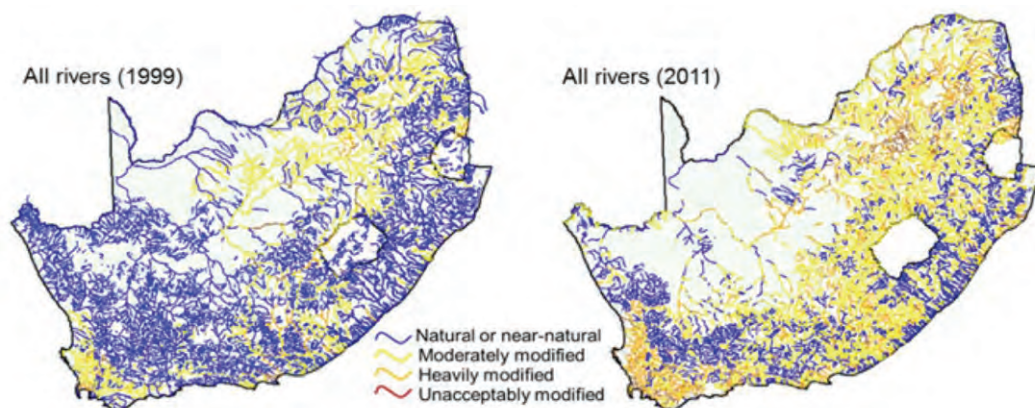 All rivers (1999)
All rivers (2011)
Natural or near-natural
Moderately modified
Heavily modified
Unacceptably modified